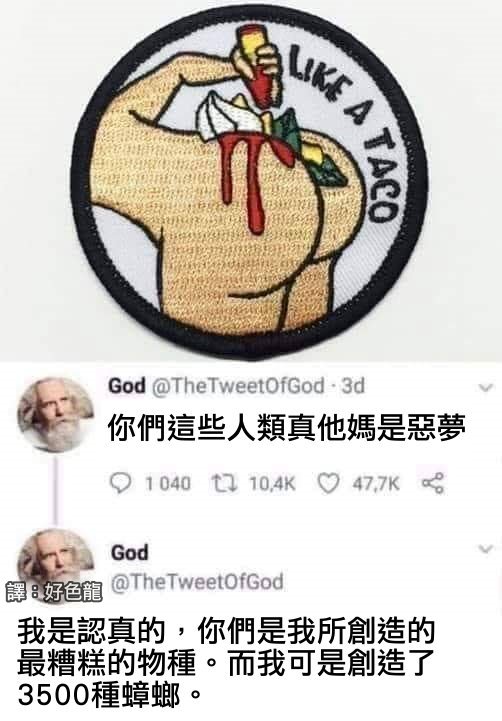 LIKE A TACO
God @TheTweetOfGod · 3d
你們這些人類真他媽是惡夢
1 040 10,4K 47,7K
God
譯：好色龍 @TheTweetOfGod
我是認真的，你們是我所創造的
最糟糕的物種。而我可是創造了
3500種蟑螂。